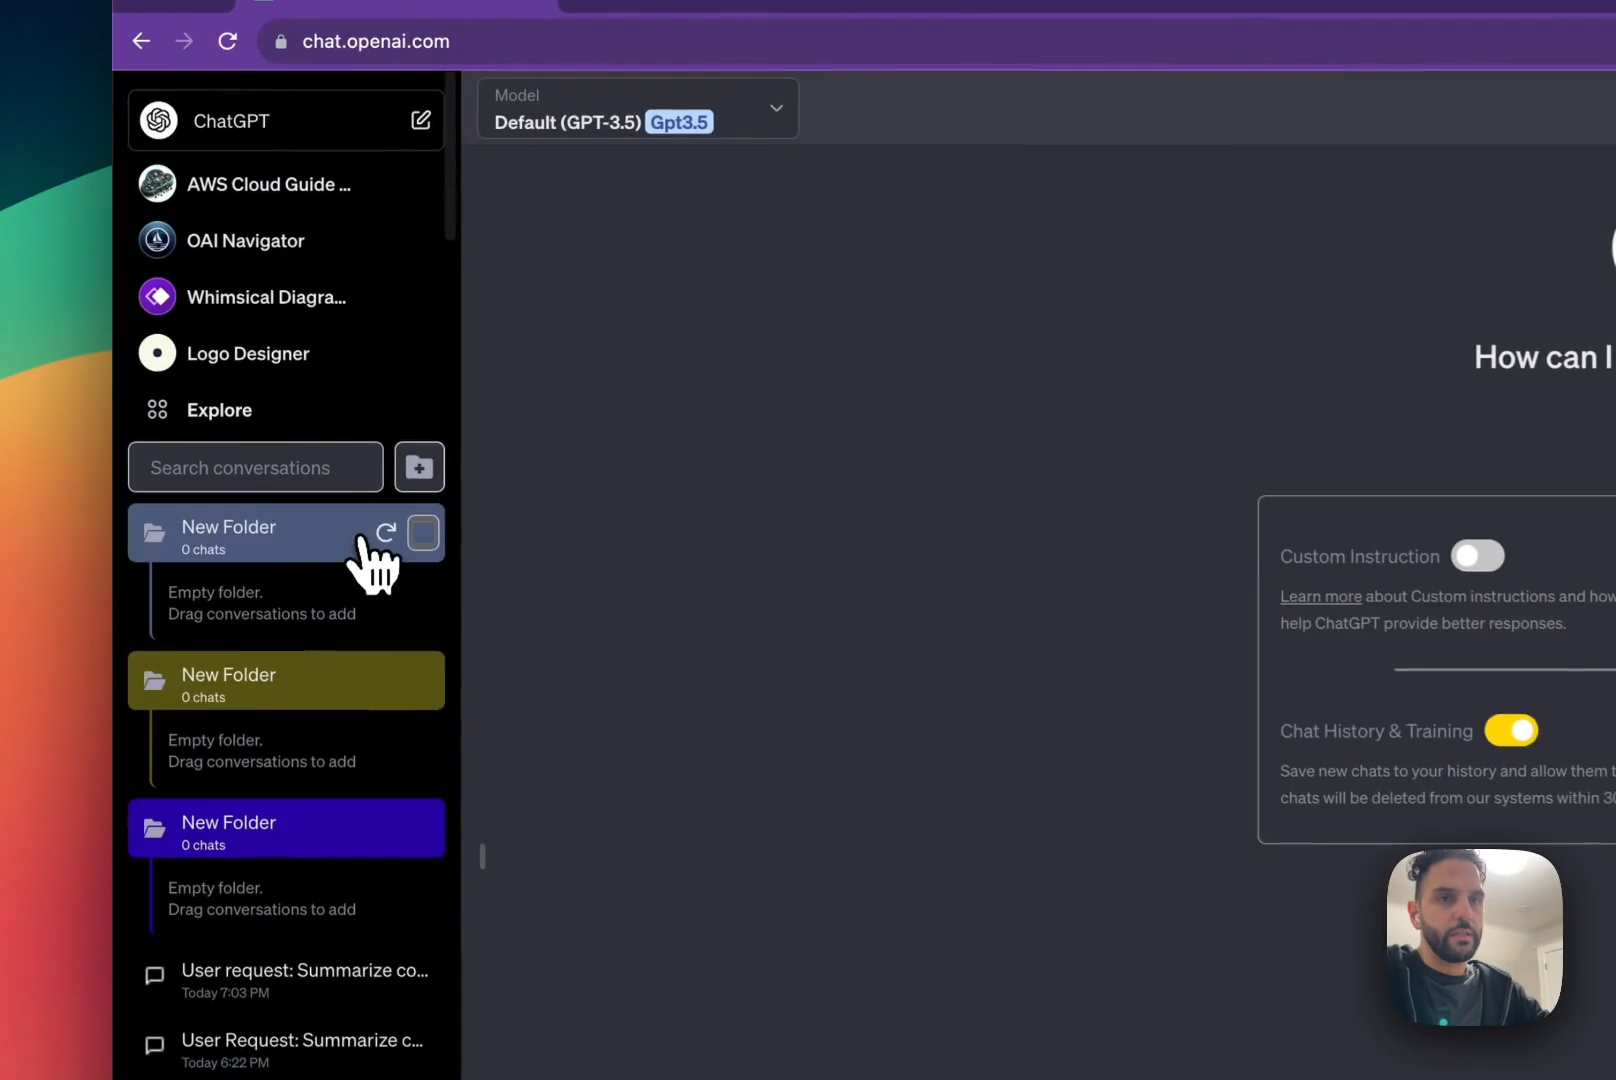 chat.openai.com
ChatGPT
Model
Default (GPT-3.5) Gpt3.5
AWS Cloud Guide ...
OAI Navigator
Whimsical Diagra...
Logo Designer
Explore
How can I
Search conversations
New Folder
0 chats
Empty folder.
Drag conversations to add
New Folder
0 chats
Empty folder.
Drag conversations to add
New Folder
0 chats
Empty folder.
Drag conversations to add
User request: Summarize co...
Today 7:03 PM
User Request: Summarize c...
Today 6:22 PM
Custom Instruction
Learn more about Custom instructions and how
help ChatGPT provide better responses.
Chat History & Training
Save new chats to your history and allow them
chats will be deleted from our systems within